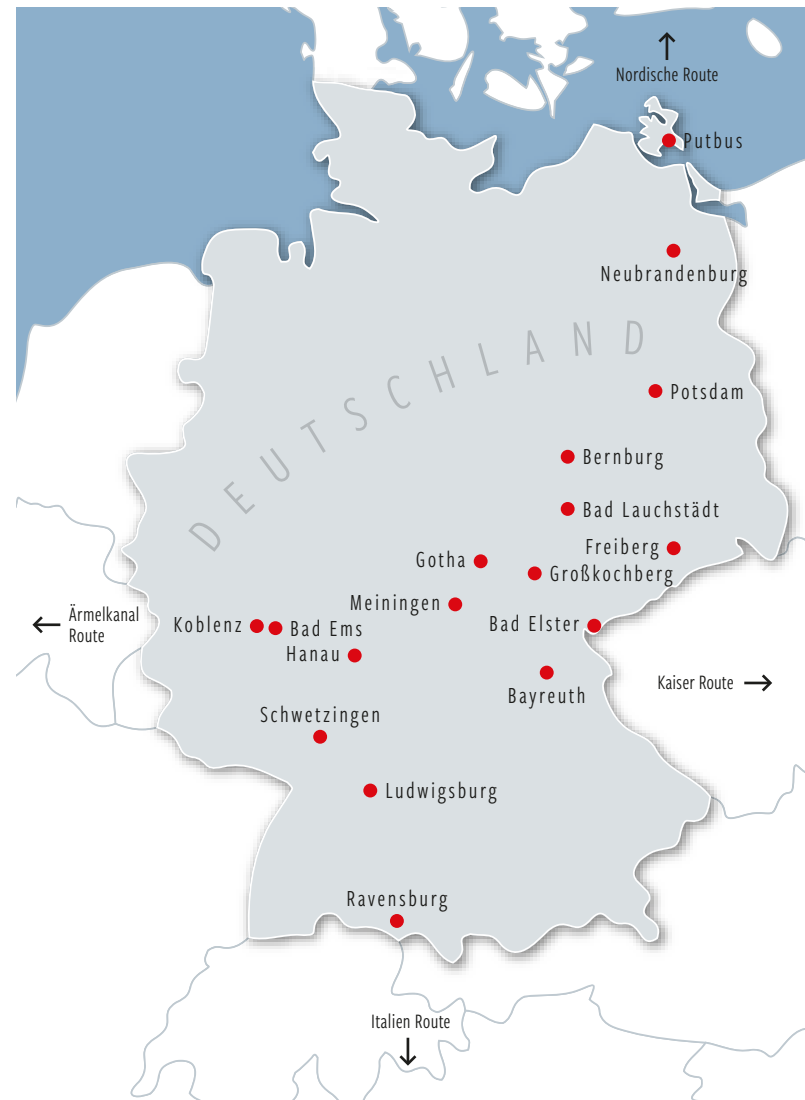 Nordische Route
Putbus
Neubrandenburg
DEUTSCHLAND
Potsdam
Bernburg
Bad Lauchstädt
Freiberg
Gotha
Großkochberg
Meiningen
Ärmelkanal
Route
Koblenz
Bad Ems
Bad Elster
Hanau
Kaiser Route
Bayreuth
Schwetzingen
Ludwigsburg
Ravensburg
Italien Route